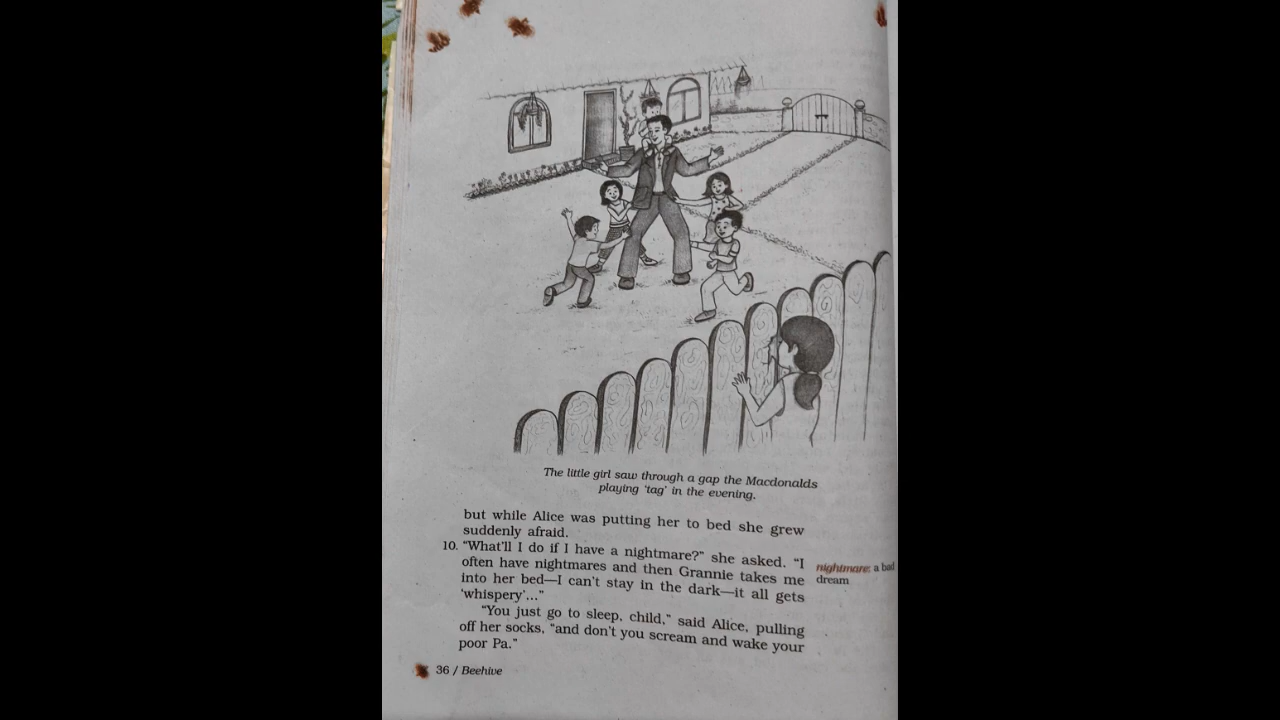 The little girl saw through a gap the Macdonalds
playing 'tag' in the evening.
but while Alice was putting her to bed she grew
suddenly afraid.
10. "What'll I do if I have a nightmare?" she asked. "I
often have nightmares and then Grannie takes me
into her bed—I can't stay in the dark—it all gets
'whispery'..."
nightmare: a bad
dream
"You just go to sleep, child," said Alice, pulling
off her socks, "and don't you scream and wake your
poor Pa."
36 / Beehive